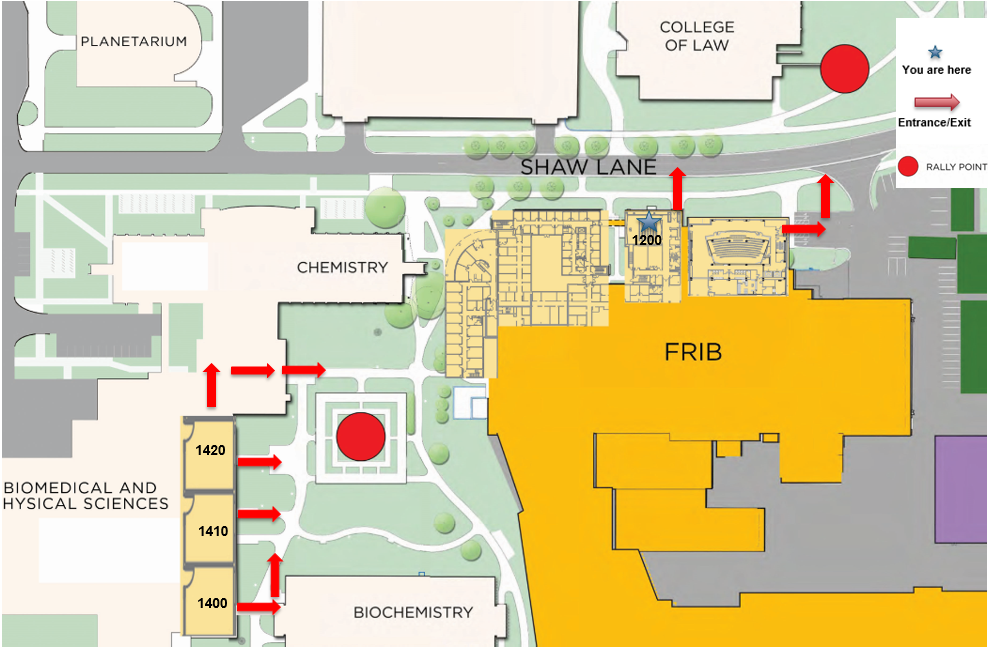 PLANETARIUM
COLLEGE
OF LAW
You are here
Entrance/Exit
RALLY POINT
SHAW LANE
1200
CHEMISTRY
FRIB
1420
BIOMEDICAL AND
HYSICAL SCIENCES
1410
1400
BIOCHEMISTRY